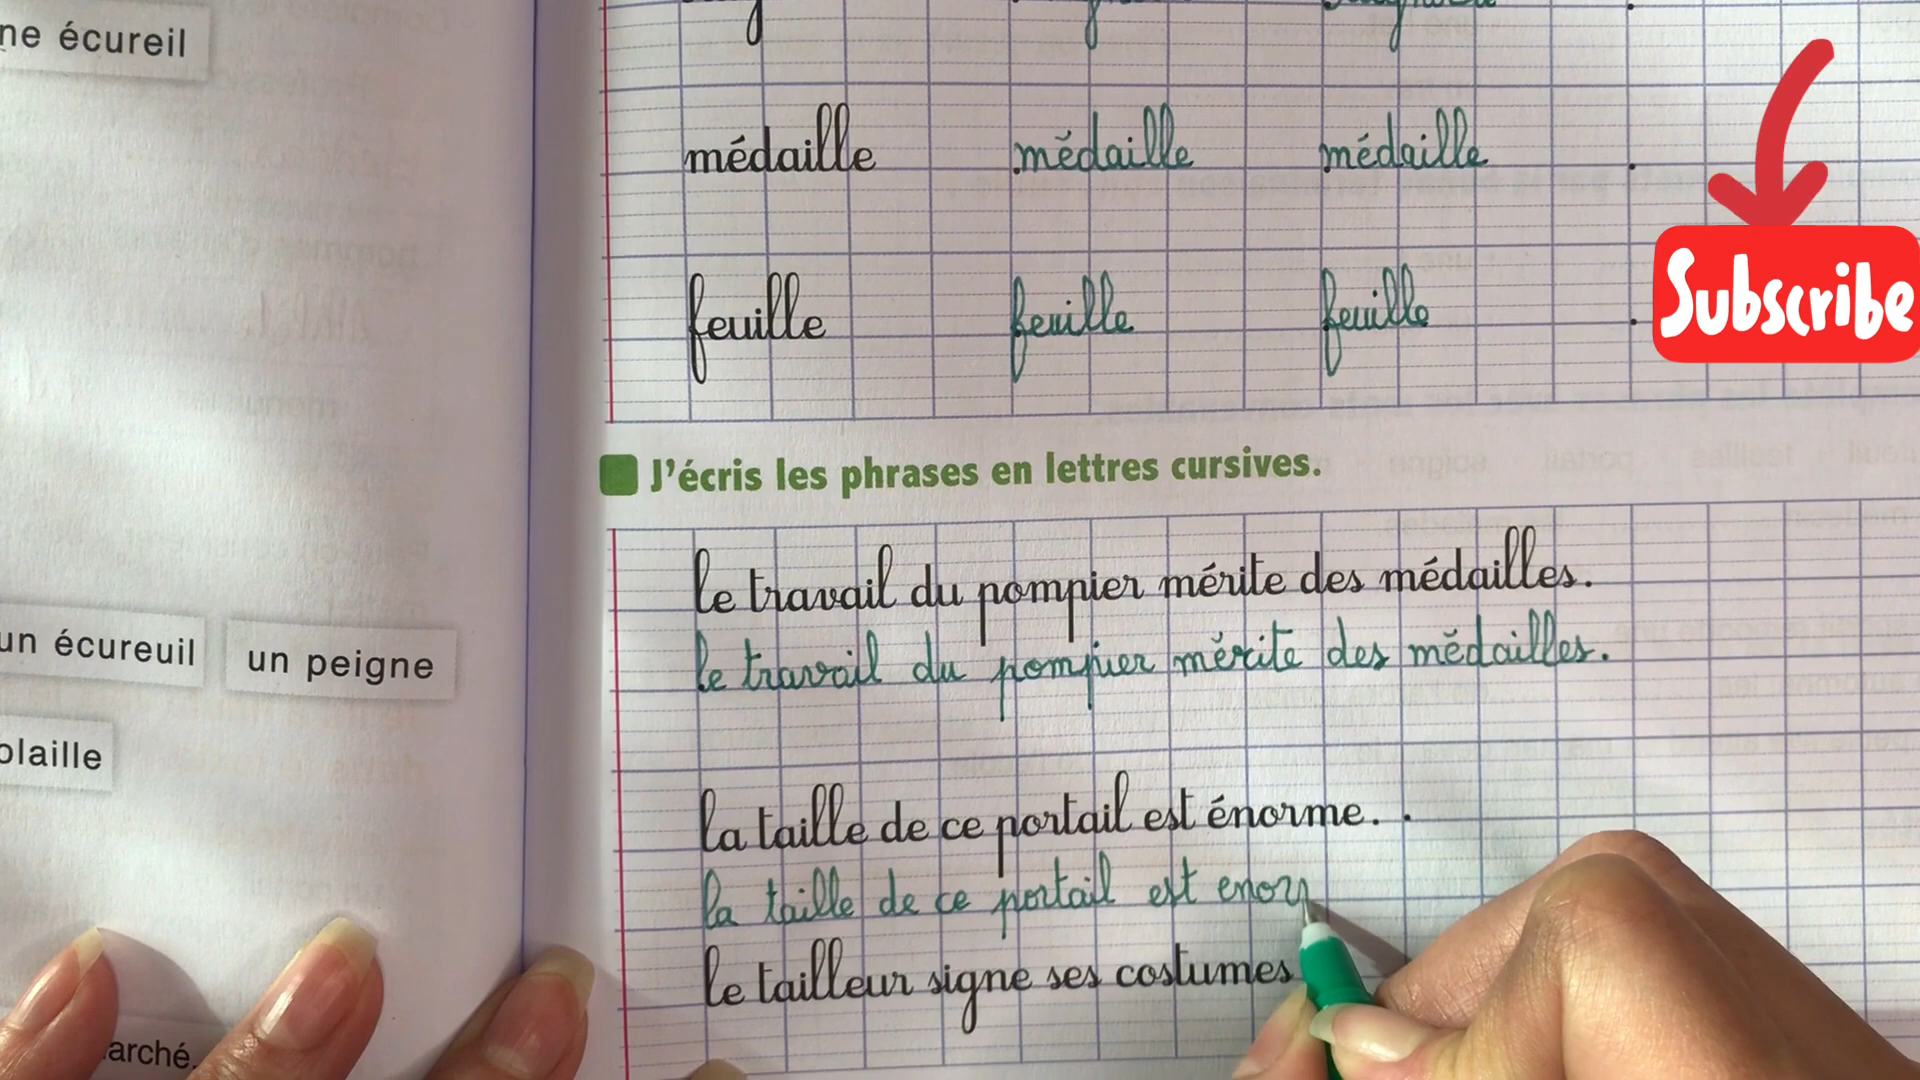 ne écureil
un écureuil
un peigne
olaille
arché.
médaille médaille médaille .
feuille feuille feuille .
Subscribe
J'écris les phrases en lettres cursives.
le travail du pompier mérite des médailles.
le travail du pompier mérite des médailles.
la taille de ce portail est énorme. .
la taille de ce portail est enor
le tailleur signe ses costumes